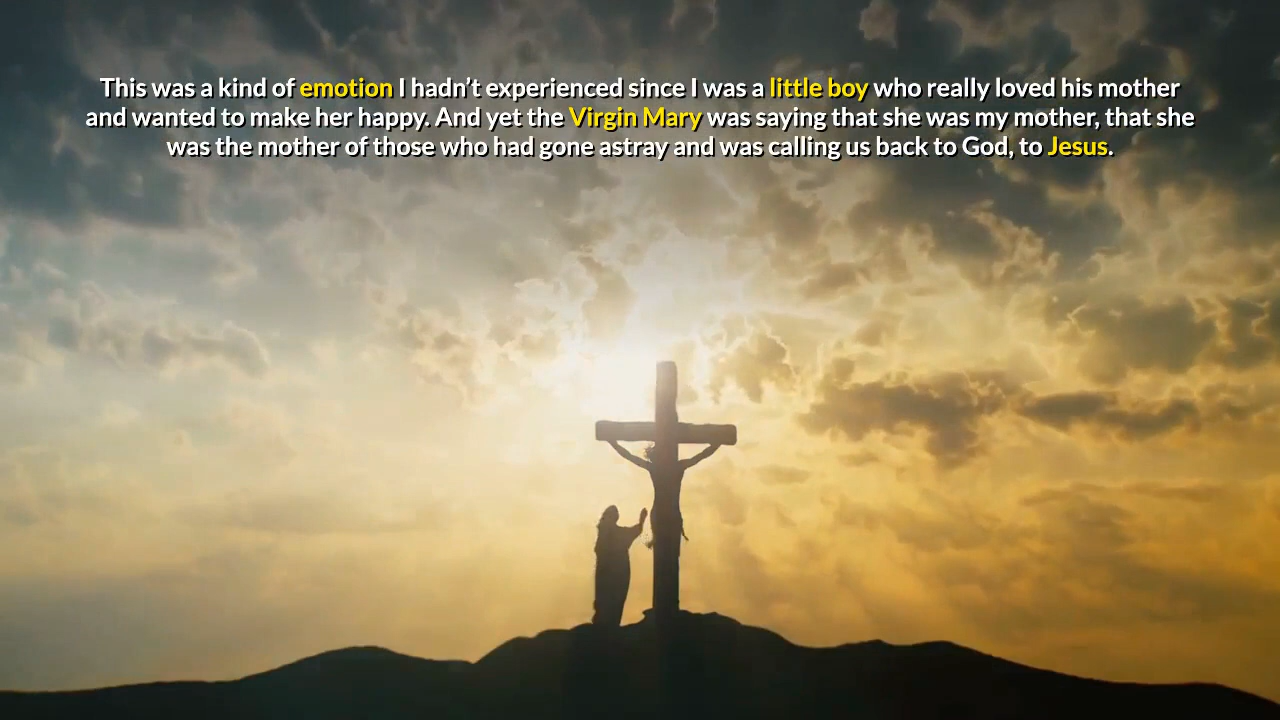 This was a kind of emotion I hadn’t experienced since I was a little boy who really loved his mother
and wanted to make her happy. And yet the Virgin Mary was saying that she was my mother, that she
was the mother of those who had gone astray and was calling us back to God, to Jesus.